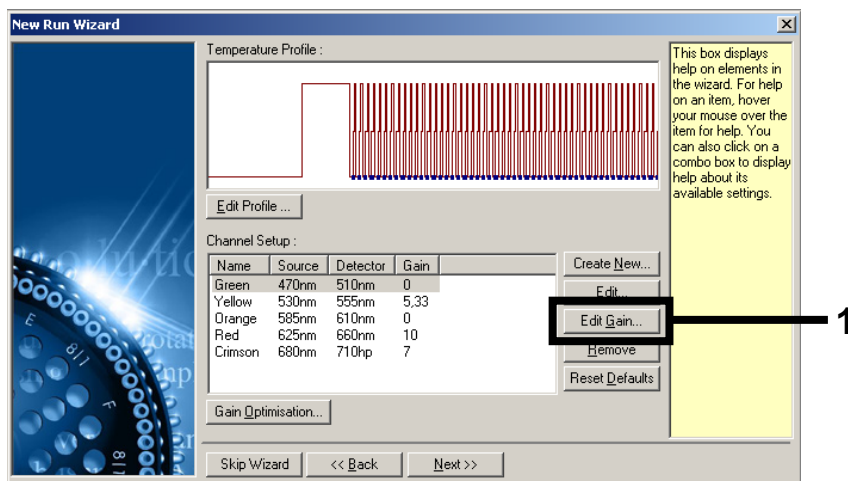 New Run Wizard
Temperature Profile :
Edit Profile ...
Channel Setup :
Name Source Detector Gain
Green 470nm 510nm 0
Yellow 530nm 555nm 5,33
Orange 585nm 610nm 0
Red 625nm 660nm 10
Crimson 680nm 710hp 7
Create New...
Edit...
Edit Gain...
Remove
Reset Defaults
Gain Optimisation...
Skip Wizard
<< Back
Next >>
This box displays
help on elements in
the wizard. For help
on an item, hover
your mouse over the
item for help. You
can also click on a
combo box to display
help about its
available settings.
1